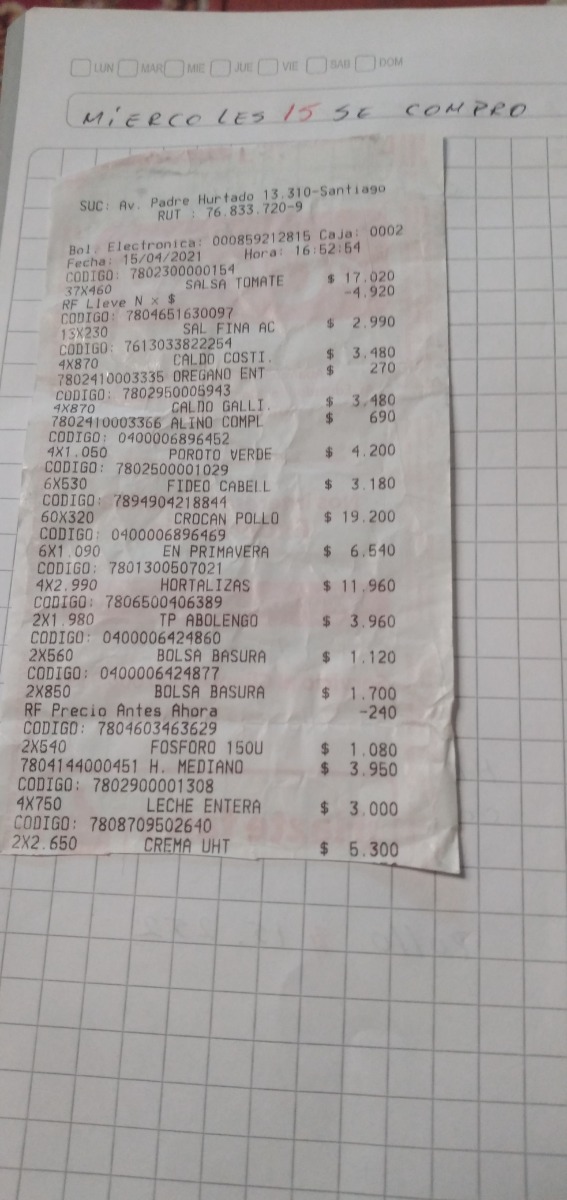 LUN MAR MIE JUE VIE SAB DOM
MIERCOLES 15 SE COMPRO
SUC: Av. Padre Hurtado 13.310-Santiago
RUT : 76.833.720-9
Bol. Electronica: 000859212815 Caja: 0002
Fecha: 15/04/2021 Hora: 16:52:54
CODIGO: 7802300000154
37X460 SALSA TOMATE $ 17.020
RF Lleve N x $ -4.920
CODIGO: 7804651630097
13X230 SAL FINA AC $ 2.990
CODIGO: 7613033822254
4X870 CALDO COSTI. $ 3.480
7802410003335 OREGANO ENT $ 270
CODIGO: 7802950005943
4X870 CALDO GALLI. $ 3.480
7802410003366 ALINO COMPL $ 690
CODIGO: 0400006896452
4X1.050 POROTO VERDE $ 4.200
CODIGO: 7802500001029
6X530 FIDEO CABELL $ 3.180
CODIGO: 7894904218844
60X320 CROCAN POLLO $ 19.200
CODIGO: 0400006896469
6X1.090 EN PRIMAVERA $ 6.540
CODIGO: 7801300507021
4X2.990 HORTALIZAS $ 11.960
CODIGO: 7806500406389
2X1.980 TP ABOLENGO $ 3.960
CODIGO: 0400006424860
2X560 BOLSA BASURA $ 1.120
CODIGO: 0400006424877
2X850 BOLSA BASURA $ 1.700
RF Precio Antes Ahora -240
CODIGO: 7804603463629
2X540 FOSFORO 150U $ 1.080
7804144000451 H. MEDIANO $ 3.950
CODIGO: 7802900001308
4X750 LECHE ENTERA $ 3.000
CODIGO: 7808709502640
2X2.650 CREMA UHT $ 5.300